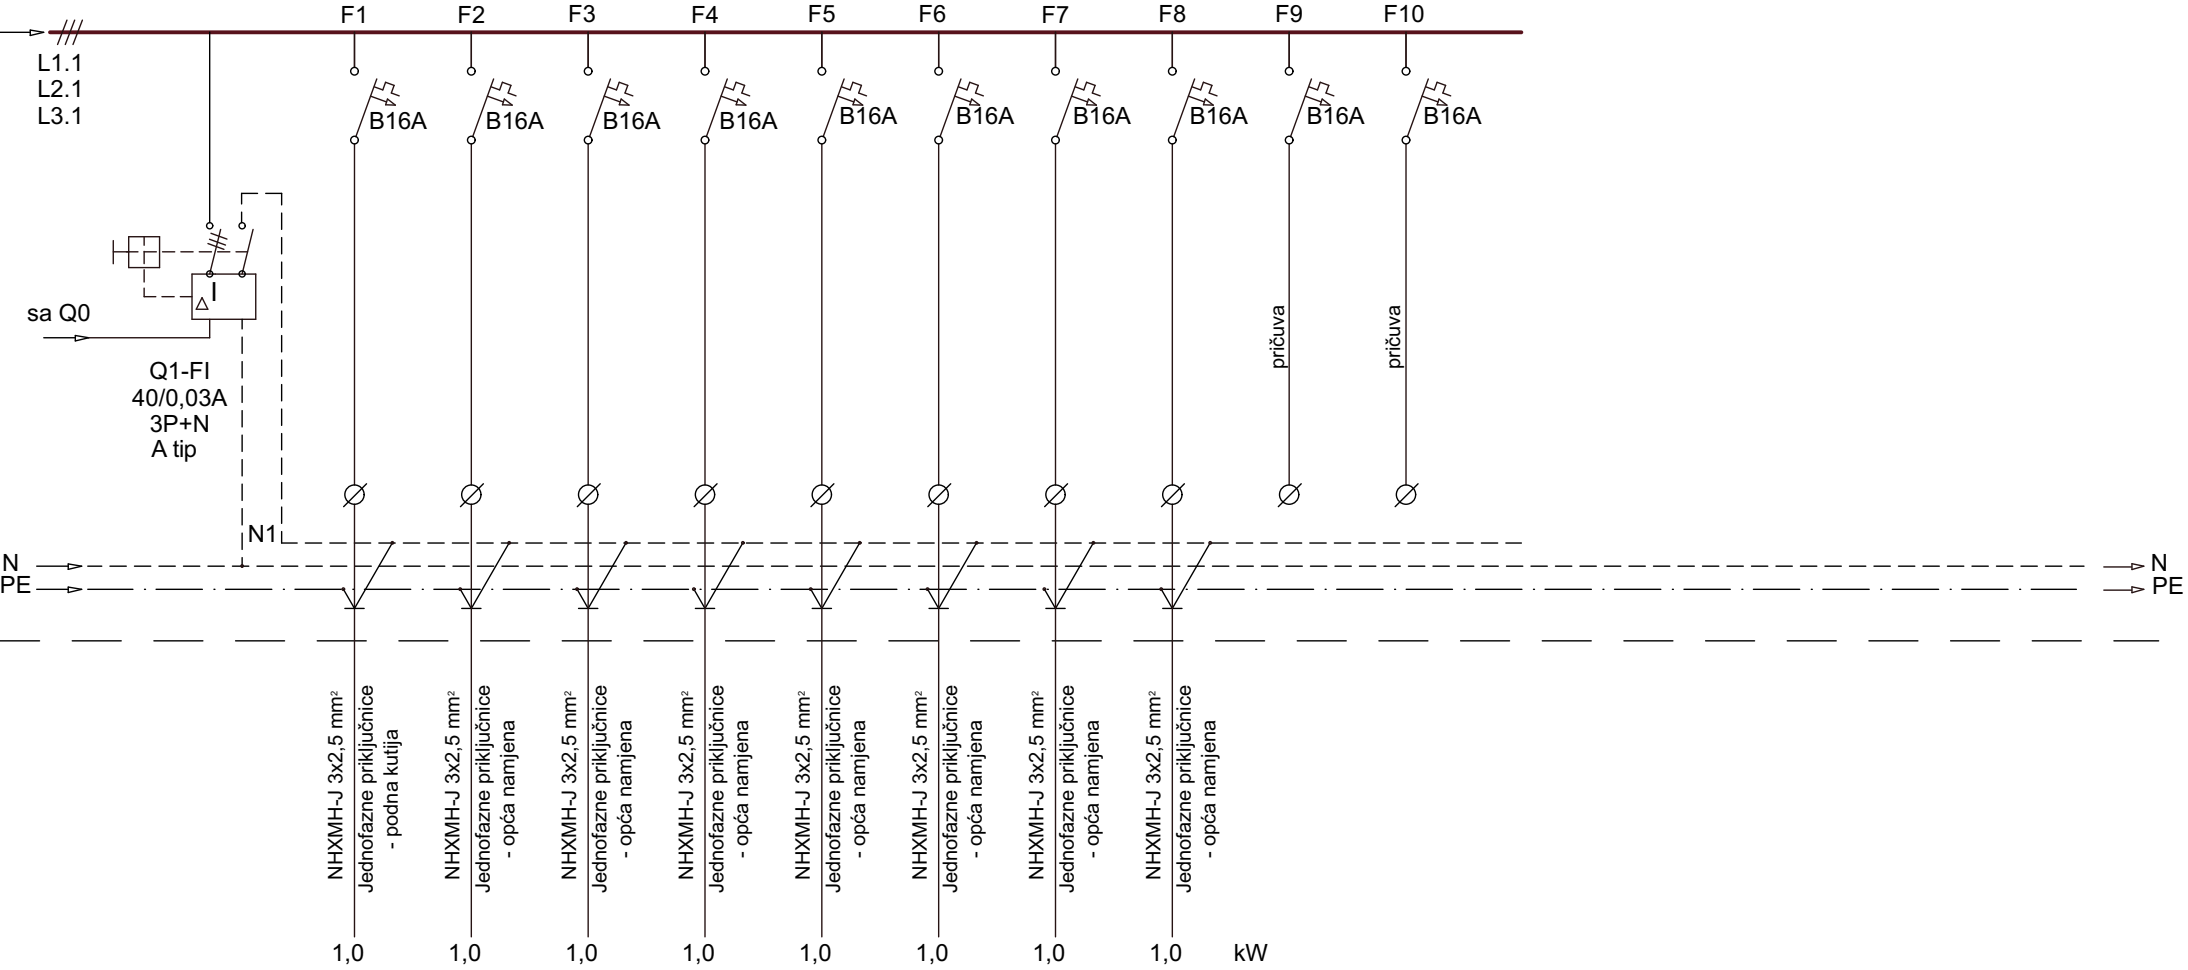 F1 F2 F3 F4 F5 F6 F7 F8 F9 F10
L1.1
L2.1
L3.1
B16A B16A B16A B16A B16A B16A B16A B16A B16A B16A
I
sa Q0
Q1-FI
40/0,03A
3P+N
A tip
pričuva
pričuva
N1
N
PE
N
PE
NHXMH-J 3x2,5 mm²
Jednofazne priključnice
- podna kutija
NHXMH-J 3x2,5 mm²
Jednofazne priključnice
- opća namjena
NHXMH-J 3x2,5 mm²
Jednofazne priključnice
- opća namjena
NHXMH-J 3x2,5 mm²
Jednofazne priključnice
- opća namjena
NHXMH-J 3x2,5 mm²
Jednofazne priključnice
- opća namjena
NHXMH-J 3x2,5 mm²
Jednofazne priključnice
- opća namjena
NHXMH-J 3x2,5 mm²
Jednofazne priključnice
- opća namjena
NHXMH-J 3x2,5 mm²
Jednofazne priključnice
- opća namjena
1,0 1,0 1,0 1,0 1,0 1,0 1,0 1,0 kW